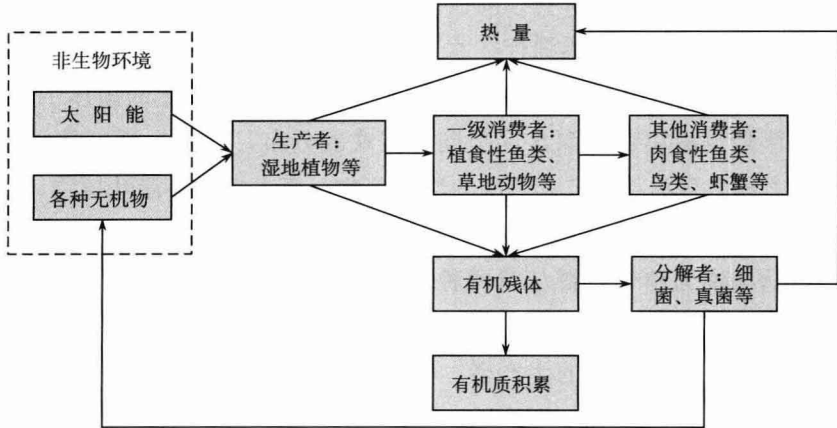 热 量
非生物环境
太 阳 能
各种无机物
生产者：
湿地植物等
一级消费者：
植食性鱼类、
草地动物等
其他消费者：
肉食性鱼类、
鸟类、虾蟹等
有机残体
分解者：细
菌、真菌等
有机质积累